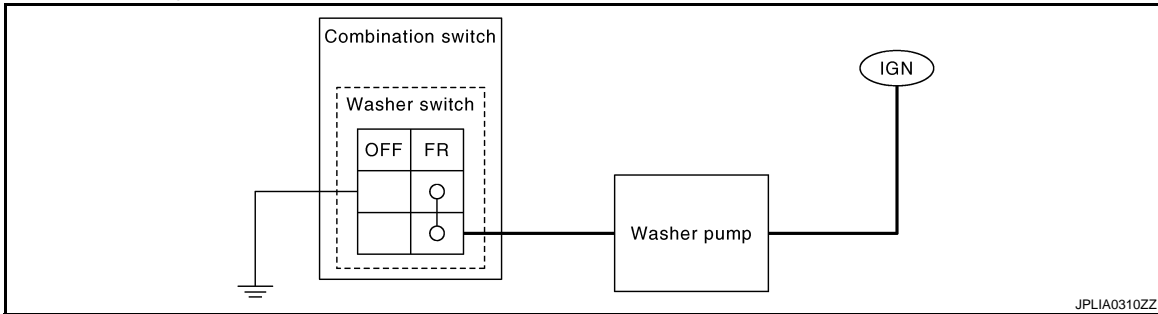 Combination switch
Washer switch
OFF FR
IGN
Washer pump
JPLIA0310ZZ